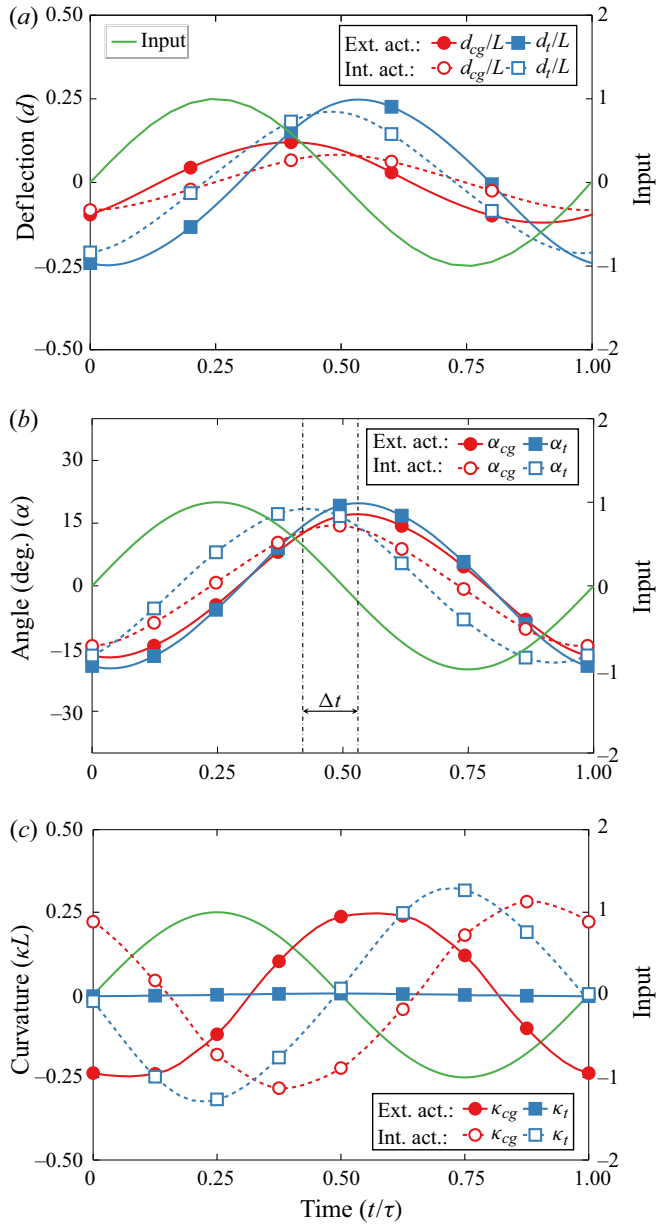 (a)
Input
Ext. act.: d_cg/L d_t/L
Int. act.: d_cg/L d_t/L
0.50
0.25
0
–0.25
–0.50
Deflection (d)
2
1
0
–1
–2
Input
0 0.25 0.50 0.75 1.00
(b)
Ext. act.: α_cg α_t
Int. act.: α_cg α_t
30
15
0
–15
–30
Angle (deg.) (α)
2
1
0
–1
–2
Input
Δt
0 0.25 0.50 0.75 1.00
(c)
0.50
0.25
0
–0.25
–0.50
Curvature (κL)
2
1
0
–1
–2
Input
Ext. act.: κ_cg κ_t
Int. act.: κ_cg κ_t
0 0.25 0.50 0.75 1.00
Time (t/τ)